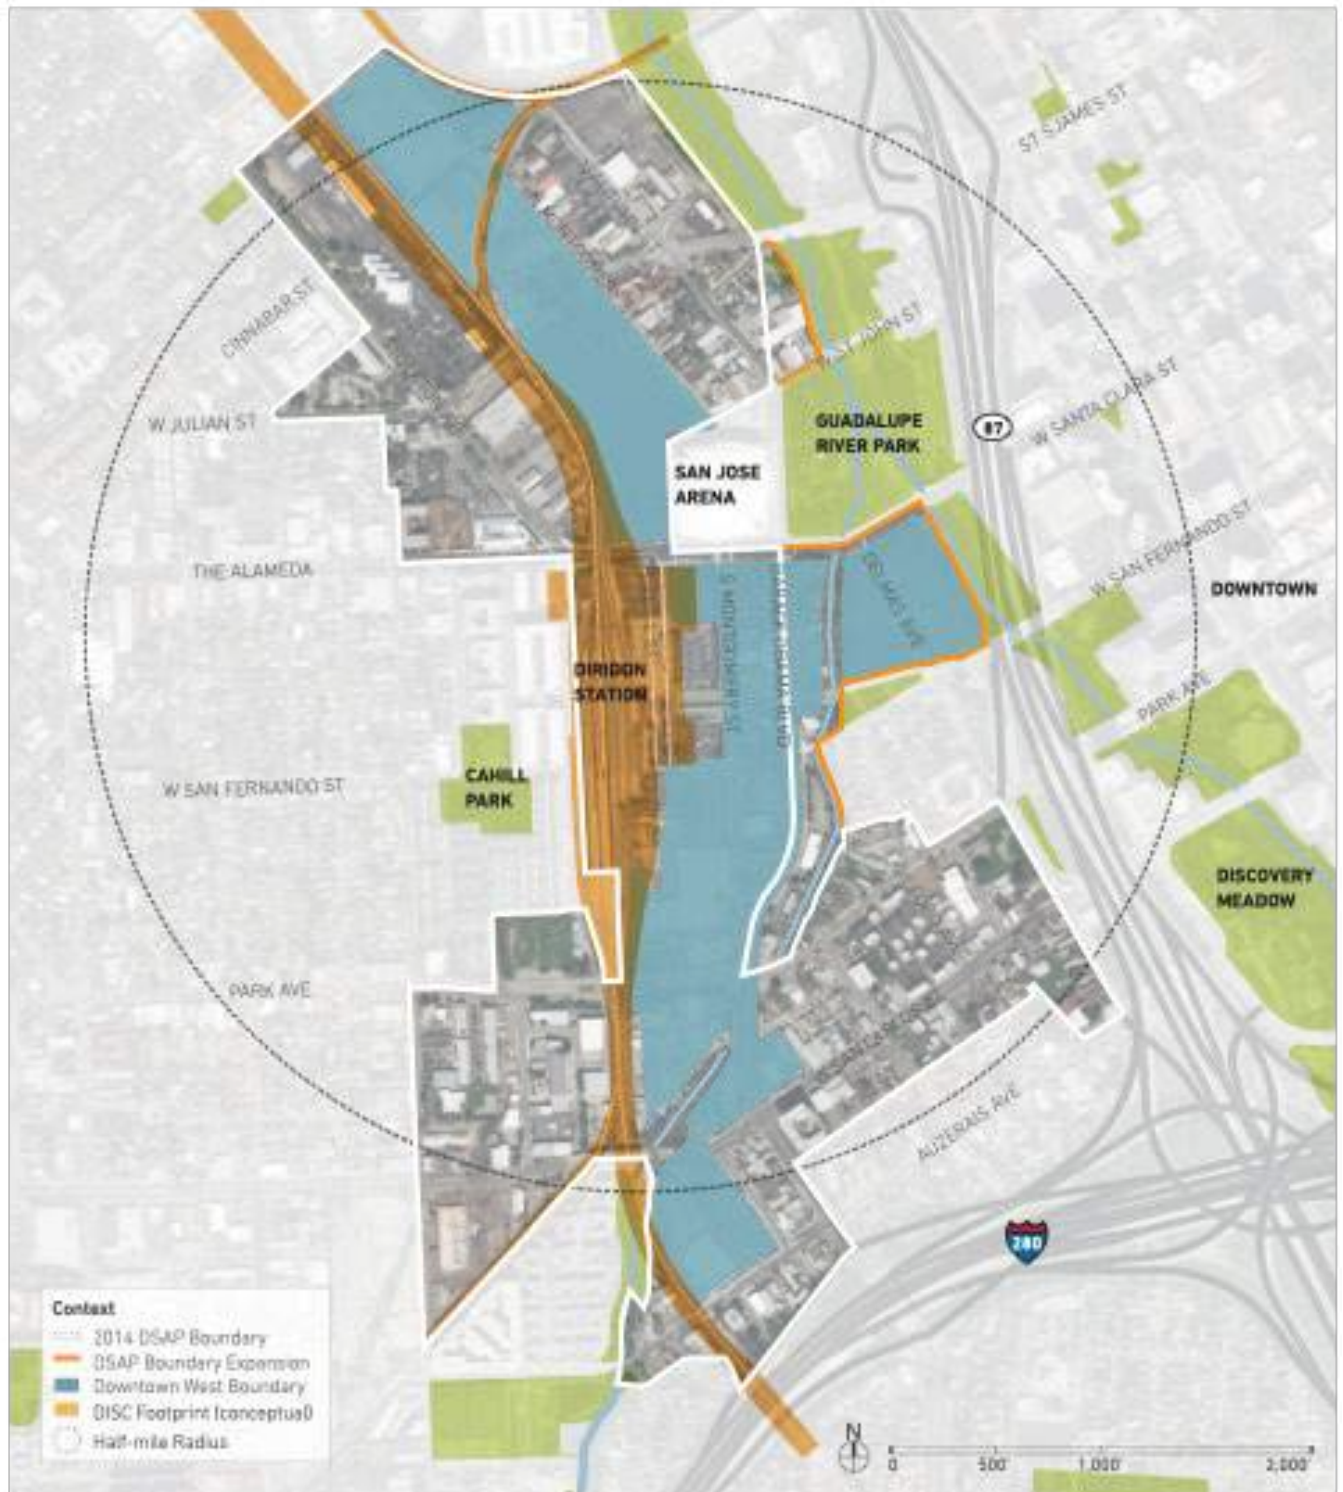 ST S JAMES ST
CINNABAR ST
W ST JOHN ST
W JULIAN ST
GUADALUPE
RIVER PARK
87
W SANTA CLARA ST
SAN JOSE
ARENA
W SAN FERNANDO ST
THE ALAMEDA
DELMAS AVE
DOWNTOWN
DIRIDON
STATION
PARK AVE
CAHILL
PARK
W SAN FERNANDO ST
DISCOVERY
MEADOW
PARK AVE
AUZERAIS AVE
280
Context
2014 DSAP Boundary
DSAP Boundary Expansion
Downtown West Boundary
DISC Footprint (conceptual)
Half-mile Radius
N
0 500' 1,000' 2,000'